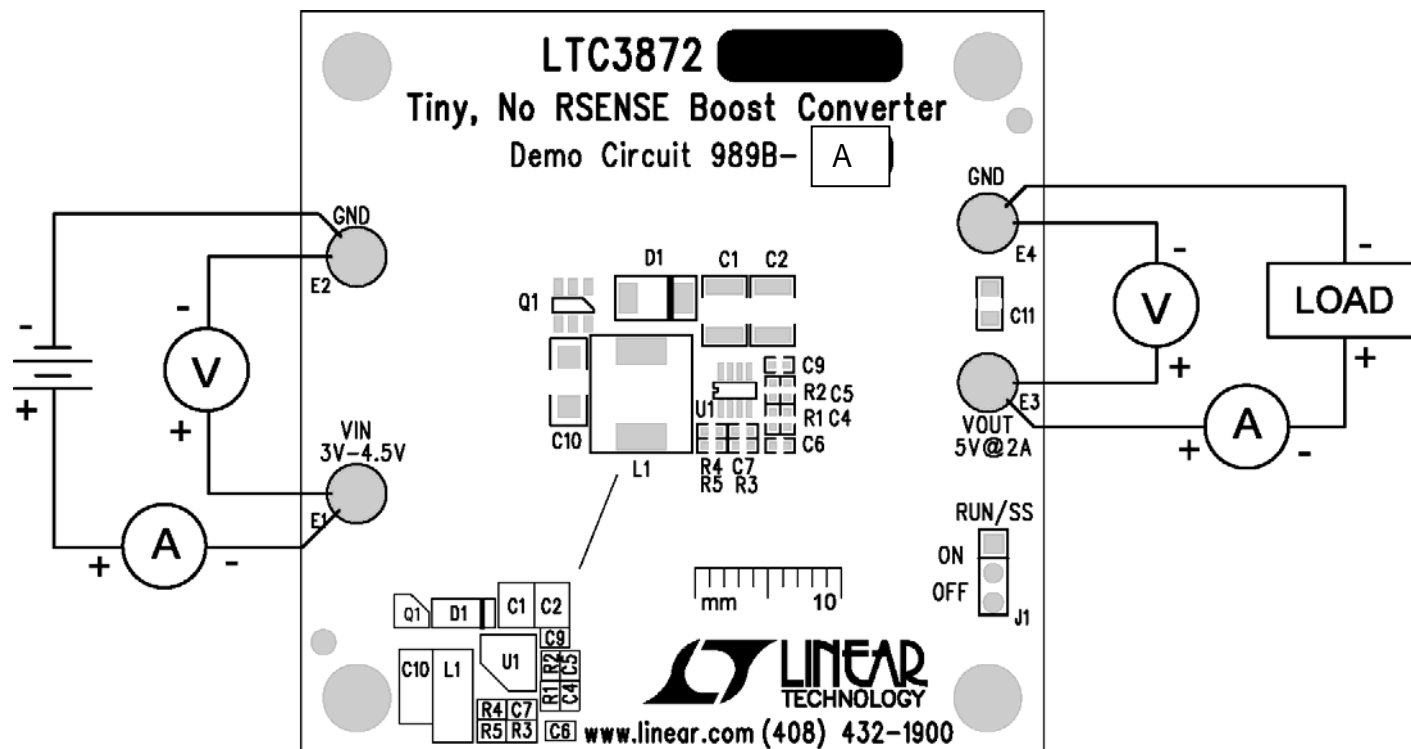 LTC3872
Tiny, No RSENSE Boost Converter
Demo Circuit 989B- A
GND
E2
-
V
+
-
+
VIN
3V-4.5V
E1
+ A -
GND
E4
-
V
+
-
LOAD
+
C11
E3
VOUT
5V@2A
+ A -
D1 C1 C2
Q1
C9
R2 C5
R1 C4
C6
U1
C10
L1
R4 C7
R5 R3
RUN/SS
ON
OFF
J1
mm 10
Q1 D1 C1 C2
C9
C10 L1 U1 R2 C5
R1 C4
R4 C7
R5 R3 C6
LINEAR
TECHNOLOGY
www.linear.com (408) 432-1900